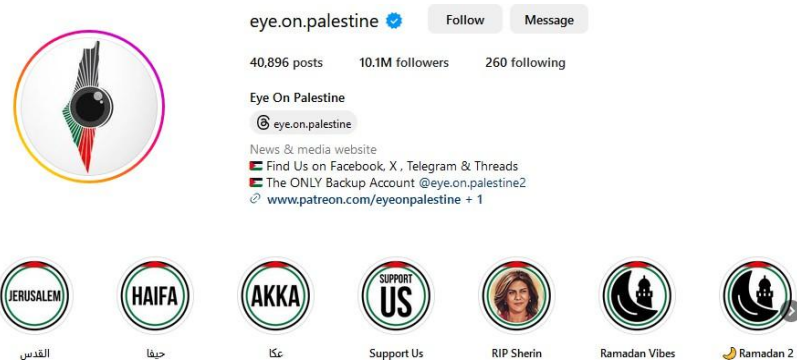 eye.on.palestine
Follow
Message
40,896 posts
10.1M followers
260 following
Eye On Palestine
eye.on.palestine
News & media website
🇵🇸 Find Us on Facebook, X , Telegram & Threads
🇵🇸 The ONLY Backup Account @eye.on.palestine2
www.patreon.com/eyeonpalestine + 1
JERUSALEM
HAIFA
AKKA
SUPPORT
US
القدس
حيفا
عكا
Support Us
RIP Sherin
Ramadan Vibes
🌙 Ramadan 2